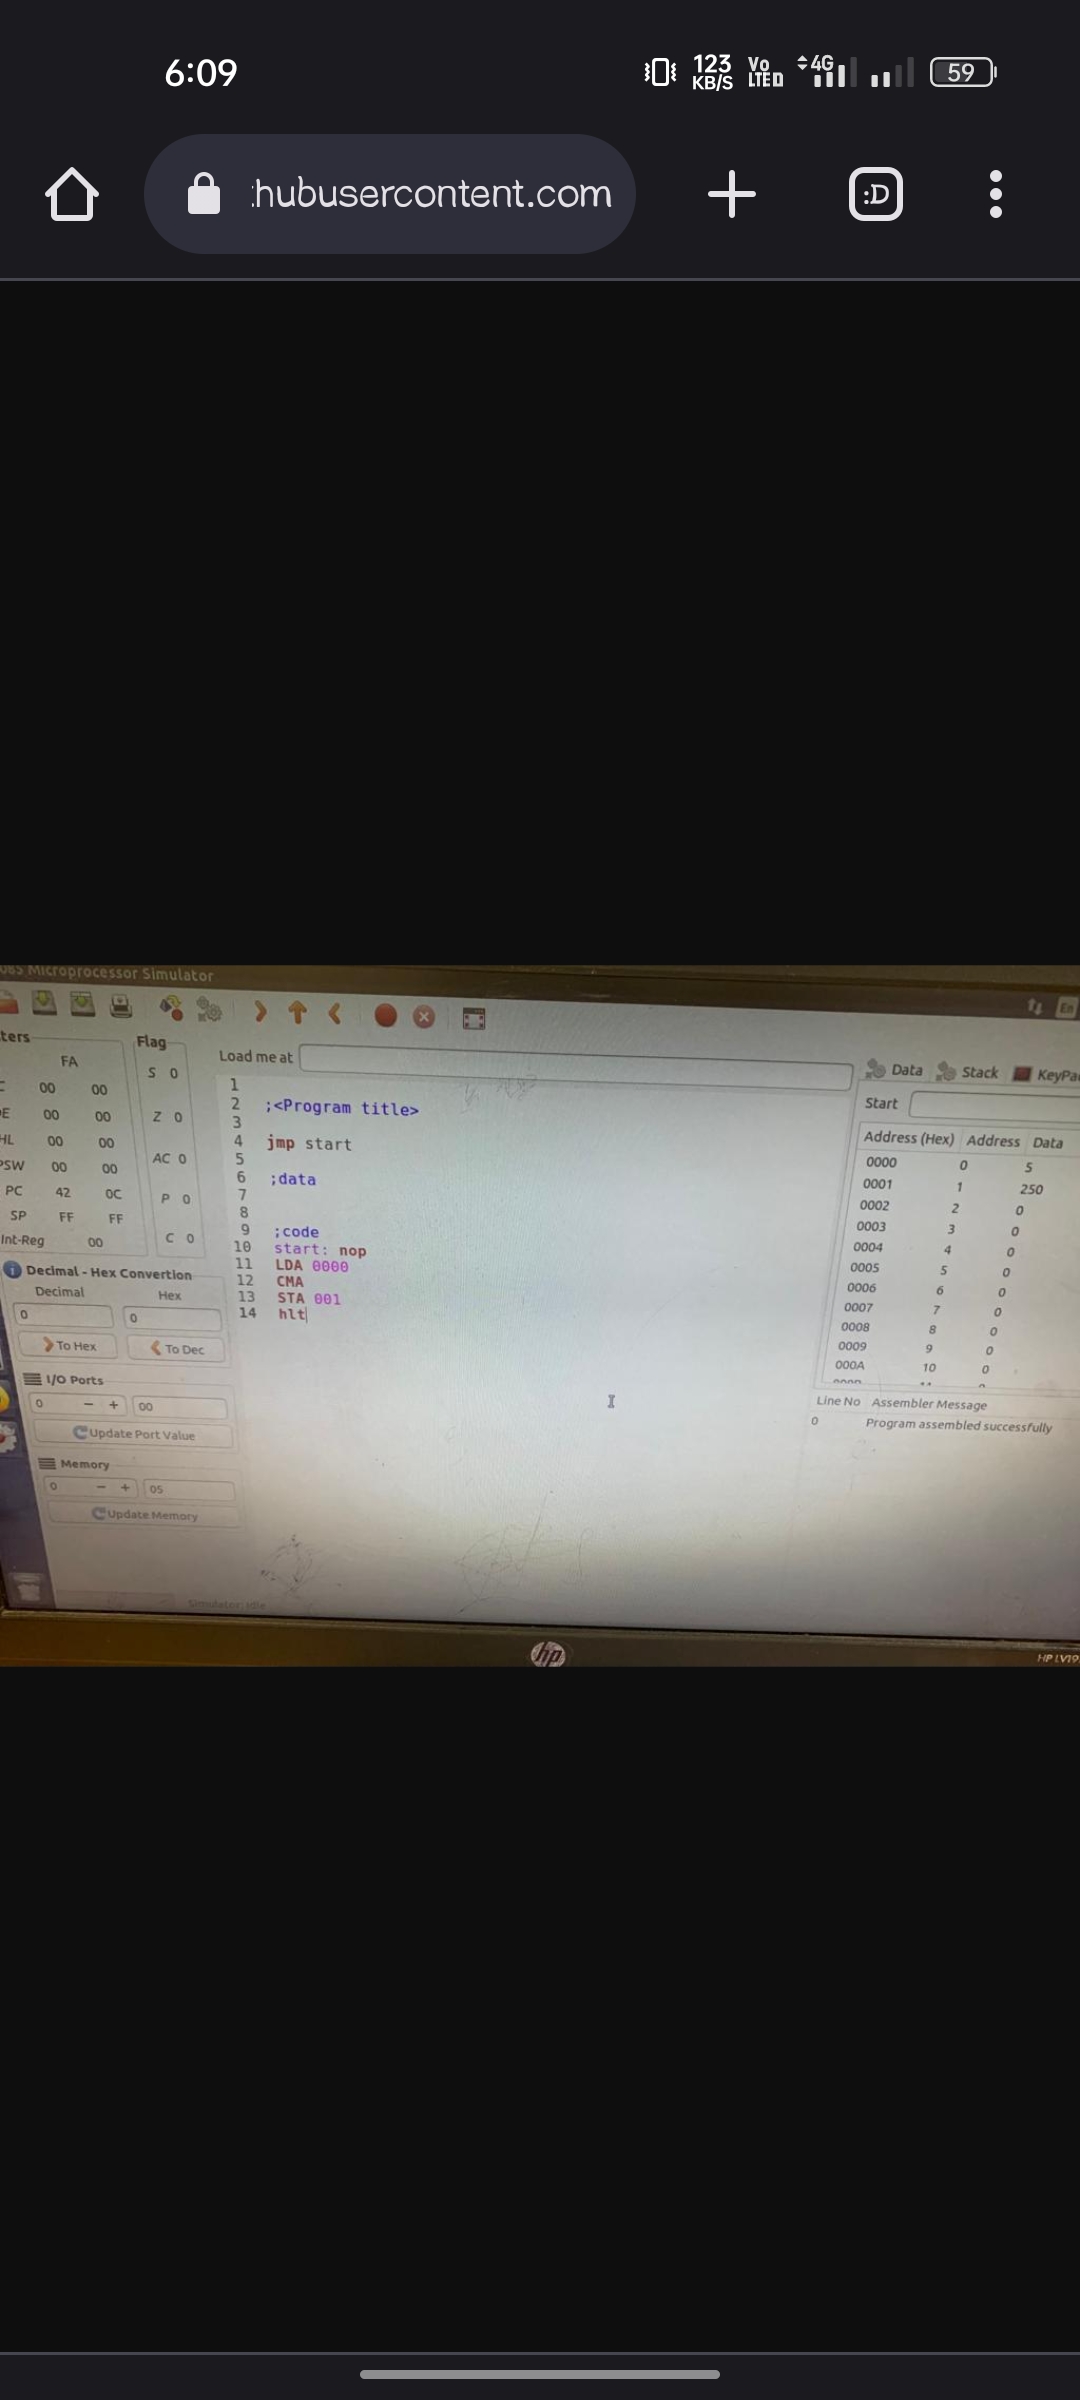 6:09
123 KB/S
Vo LTE
4G
59
hubusercontent.com
:D
Microprocessor Simulator
En
Flag
Load me at
FA
S 0
00 00
Z 0
00 00
HL 00 00
AC 0
PSW 00 00
P 0
PC 42 0C
SP FF FF
C 0
Int-Reg 00
Decimal - Hex Convertion
Decimal Hex
0 0
To Hex To Dec
I/O Ports
0 - + 00
Update Port Value
Memory
0 - + 05
Update Memory
Simulator: Idle
1
2 ;<Program title>
3
4 jmp start
5
6 ;data
7
8
9 ;code
10 start: nop
11 LDA 0000
12 CMA
13 STA 001
14 hlt
Data Stack
Start
Address (Hex) Address Data
0000 0 5
0001 1 250
0002 2 0
0003 3 0
0004 4 0
0005 5 0
0006 6 0
0007 7 0
0008 8 0
0009 9 0
000A 10 0
Line No Assembler Message
0 Program assembled successfully
hp